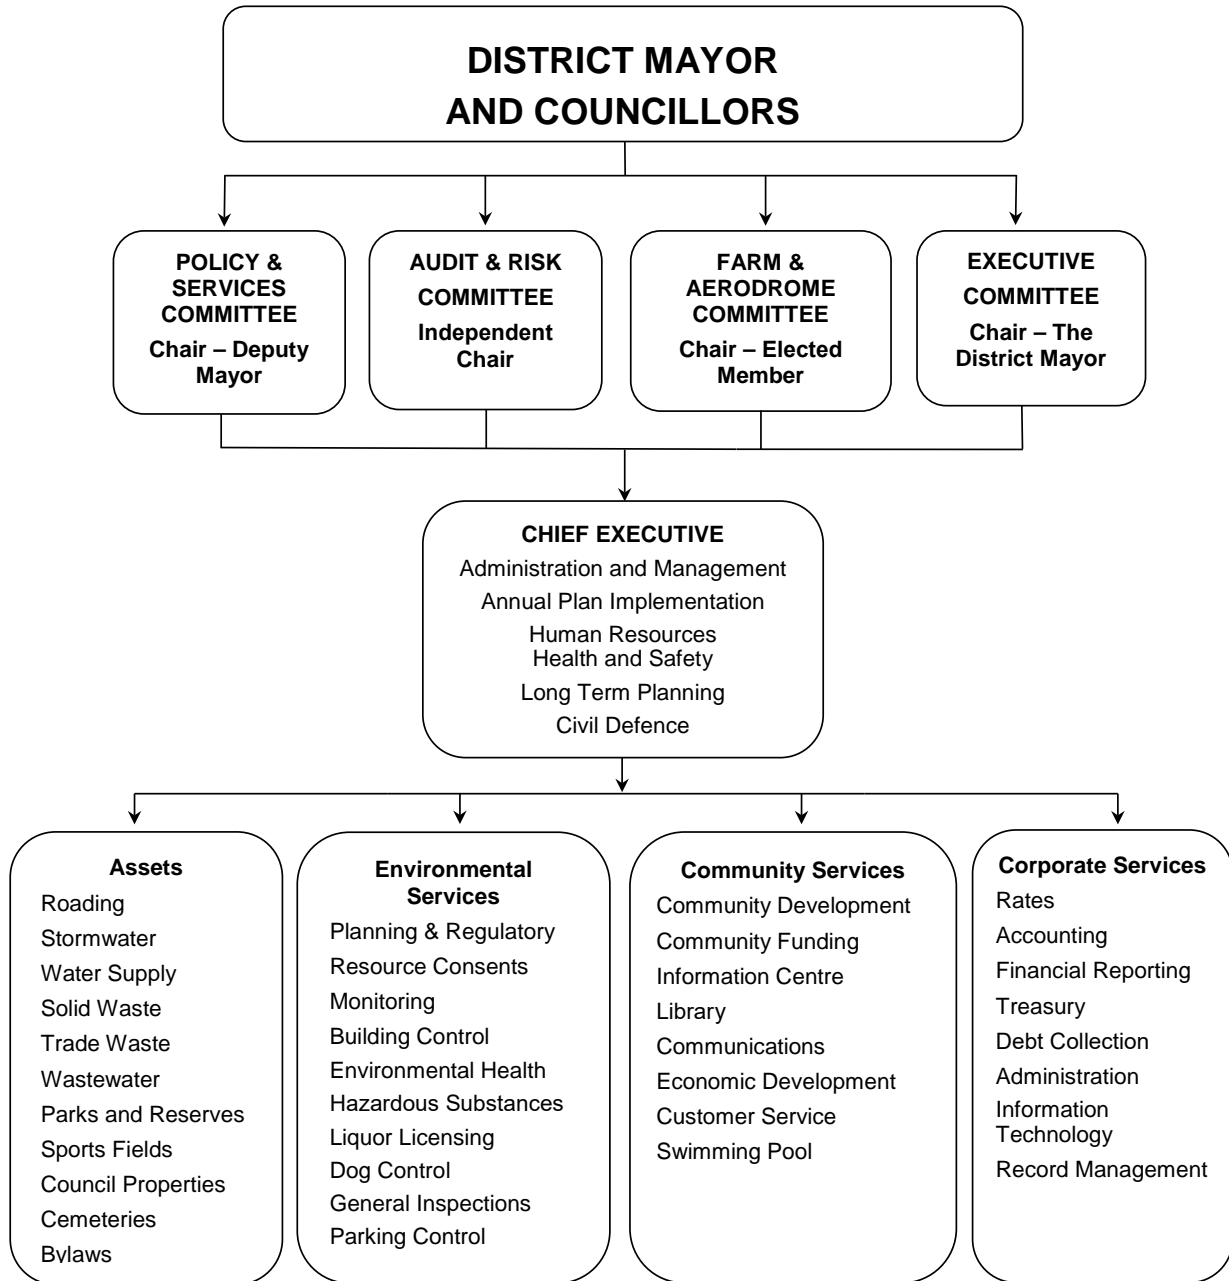 DISTRICT MAYOR
AND COUNCILLORS
POLICY &
SERVICES
COMMITTEE
Chair – Deputy
Mayor
AUDIT & RISK
COMMITTEE
Independent
Chair
FARM &
AERODROME
COMMITTEE
Chair – Elected
Member
EXECUTIVE
COMMITTEE
Chair – The
District Mayor
CHIEF EXECUTIVE
Administration and Management
Annual Plan Implementation
Human Resources
Health and Safety
Long Term Planning
Civil Defence
Assets
Roading
Stormwater
Water Supply
Solid Waste
Trade Waste
Wastewater
Parks and Reserves
Sports Fields
Council Properties
Cemeteries
Bylaws
Environmental
Services
Planning & Regulatory
Resource Consents
Monitoring
Building Control
Environmental Health
Hazardous Substances
Liquor Licensing
Dog Control
General Inspections
Parking Control
Community Services
Community Development
Community Funding
Information Centre
Library
Communications
Economic Development
Customer Service
Swimming Pool
Corporate Services
Rates
Accounting
Financial Reporting
Treasury
Debt Collection
Administration
Information
Technology
Record Management